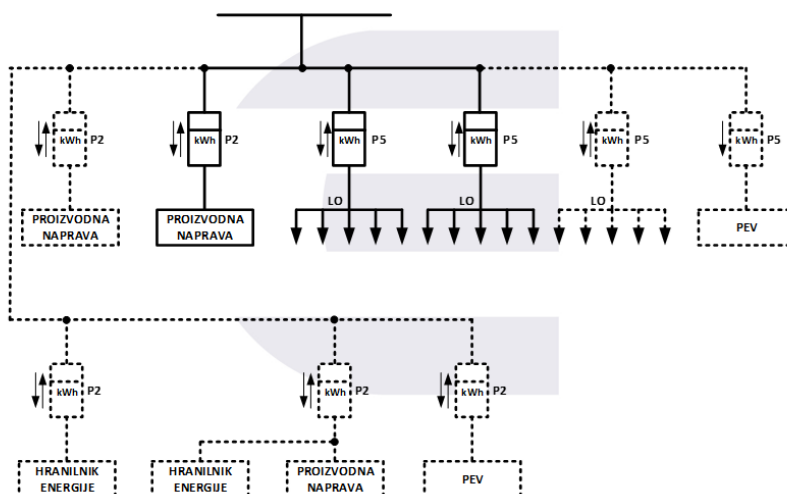 kWh P2
kWh P2
kWh P5
kWh P5
kWh P5
kWh P5
LO
LO
LO
PROIZVODNA
NAPRAVA
PROIZVODNA
NAPRAVA
PEV
kWh P2
kWh P2
kWh P2
HRANILNIK
ENERGIJE
HRANILNIK
ENERGIJE
PROIZVODNA
NAPRAVA
PEV